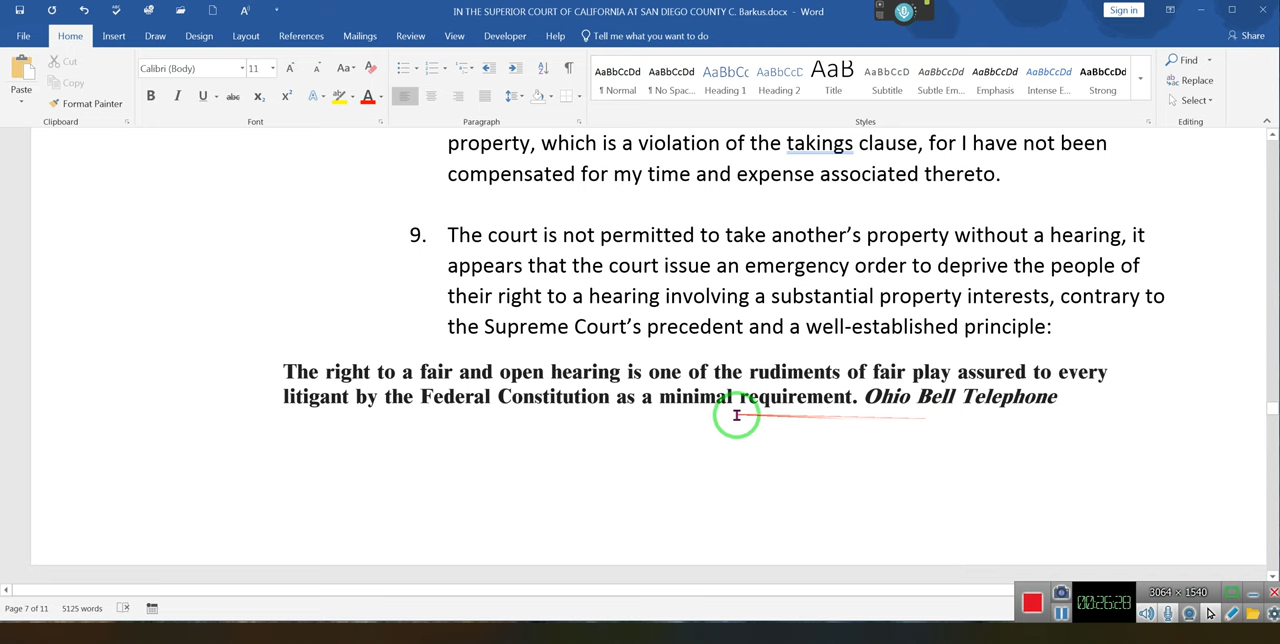 IN THE SUPERIOR COURT OF CALIFORNIA AT SAN DIEGO COUNTY C. Barkus.docx - Word
Sign in
File Home Insert Draw Design Layout References Mailings Review View Developer Help Tell me what you want to do Share
Paste
Cut
Copy
Format Painter
Calibri (Body) 11
AaBbCcDd AaBbCcDd AaBbCc AaBbCcD AaB AaBbCcD AaBbCcDd AaBbCcDd AaBbCcDd AaBbCcDd
¶ Normal ¶ No Spac... Heading 1 Heading 2 Title Subtitle Subtle Em... Emphasis Intense E... Strong
Find
Replace
Select
Clipboard Font Paragraph Styles Editing
property, which is a violation of the takings clause, for I have not been
compensated for my time and expense associated thereto.
9. The court is not permitted to take another’s property without a hearing, it
appears that the court issue an emergency order to deprive the people of
their right to a hearing involving a substantial property interests, contrary to
the Supreme Court’s precedent and a well-established principle:
The right to a fair and open hearing is one of the rudiments of fair play assured to every
litigant by the Federal Constitution as a minimal requirement. Ohio Bell Telephone
Page 7 of 11 5125 words
3064 × 1540
00:26:28